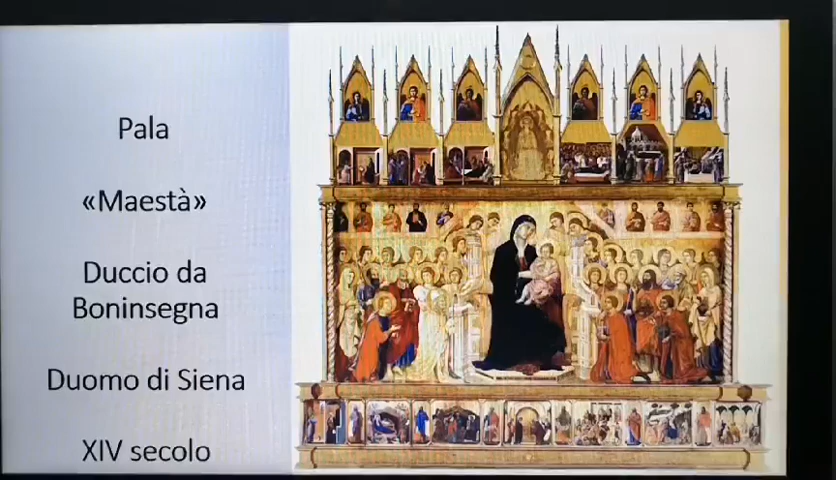 Pala
«Maestà»
Duccio da
Boninsegna
Duomo di Siena
XIV secolo